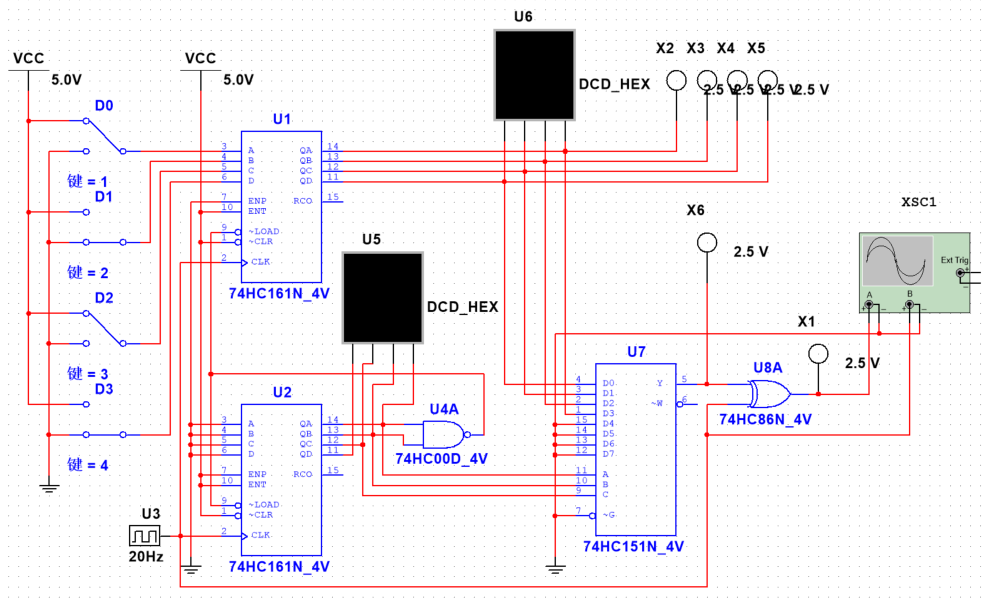 VCC
5.0V
VCC
5.0V
D0
键 = 1
D1
键 = 2
D2
键 = 3
D3
键 = 4
U1
3 A QA 14
4 B QB 13
5 C QC 12
6 D QD 11
7 ENP RCO 15
10 ENT
9 ~LOAD
1 ~CLR
2 CLK
74HC161N_4V
U6
DCD_HEX
X2 X3 X4 X5
2.5 V 2.5 V 2.5 V 2.5 V
U5
DCD_HEX
X6
2.5 V
XSC1
Ext Trig
+
-
A B
+ - + -
X1
2.5 V
U2
3 A QA 14
4 B QB 13
5 C QC 12
6 D QD 11
7 ENP RCO 15
10 ENT
9 ~LOAD
1 ~CLR
2 CLK
74HC161N_4V
U3
20Hz
U4A
74HC00D_4V
U7
4 D0 Y 5
3 D1
2 D2 ~W 6
1 D3
15 D4
14 D5
13 D6
12 D7
11 A
10 B
9 C
7 ~G
74HC151N_4V
U8A
74HC86N_4V